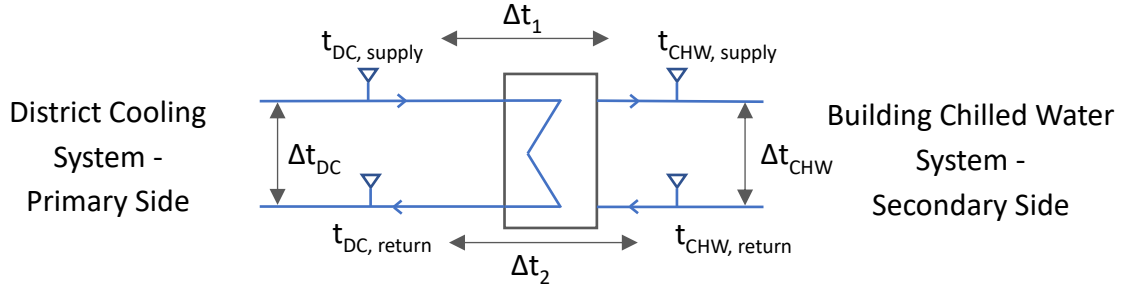 Δt1
tDC, supply
tCHW, supply
District Cooling
System -
Primary Side
ΔtDC
ΔtCHW
Building Chilled Water
System -
Secondary Side
tDC, return
tCHW, return
Δt2